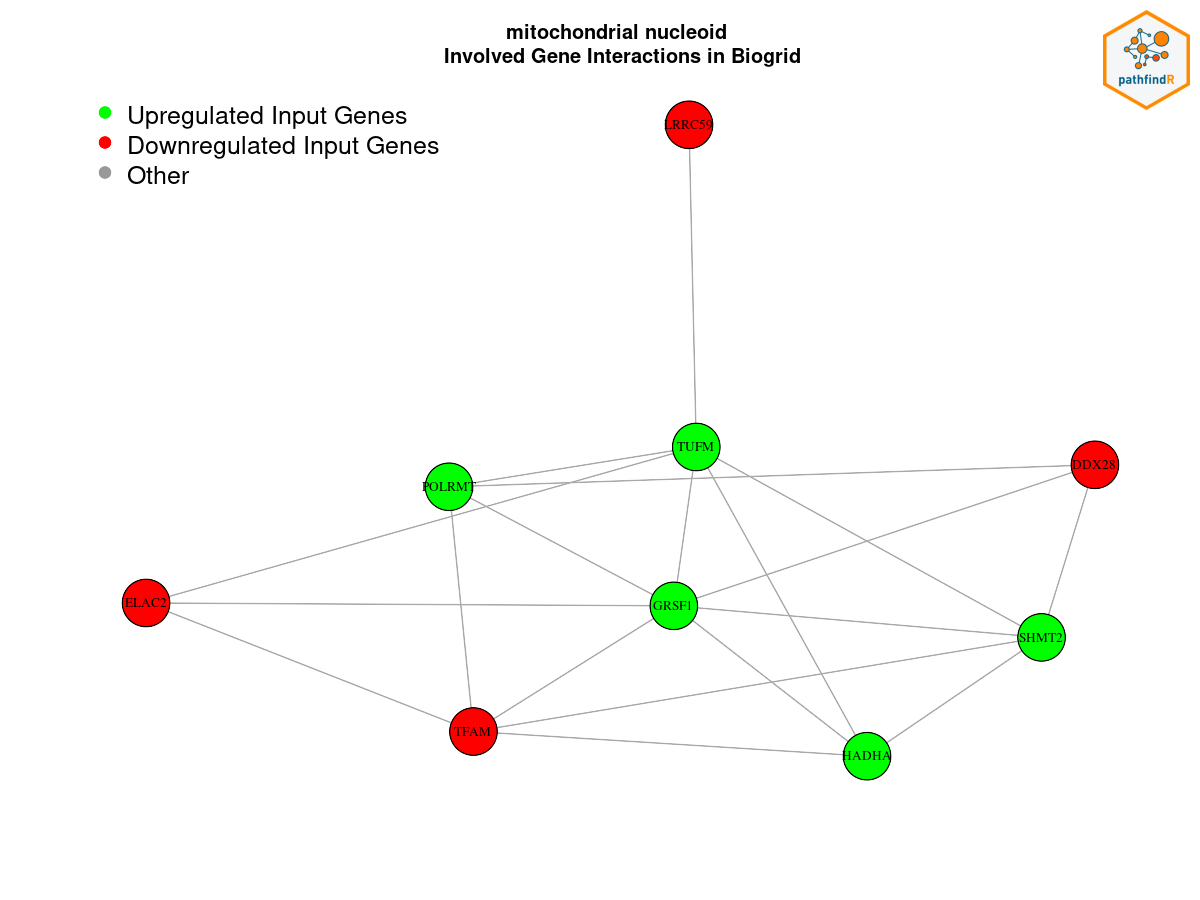 mitochondrial nucleoid
Involved Gene Interactions in Biogrid
pathfindR
Upregulated Input Genes
Downregulated Input Genes
Other
LRRC59
TUFM
DDX28
POLRMT
ELAC2
GRSF1
SHMT2
TFAM
HADHA